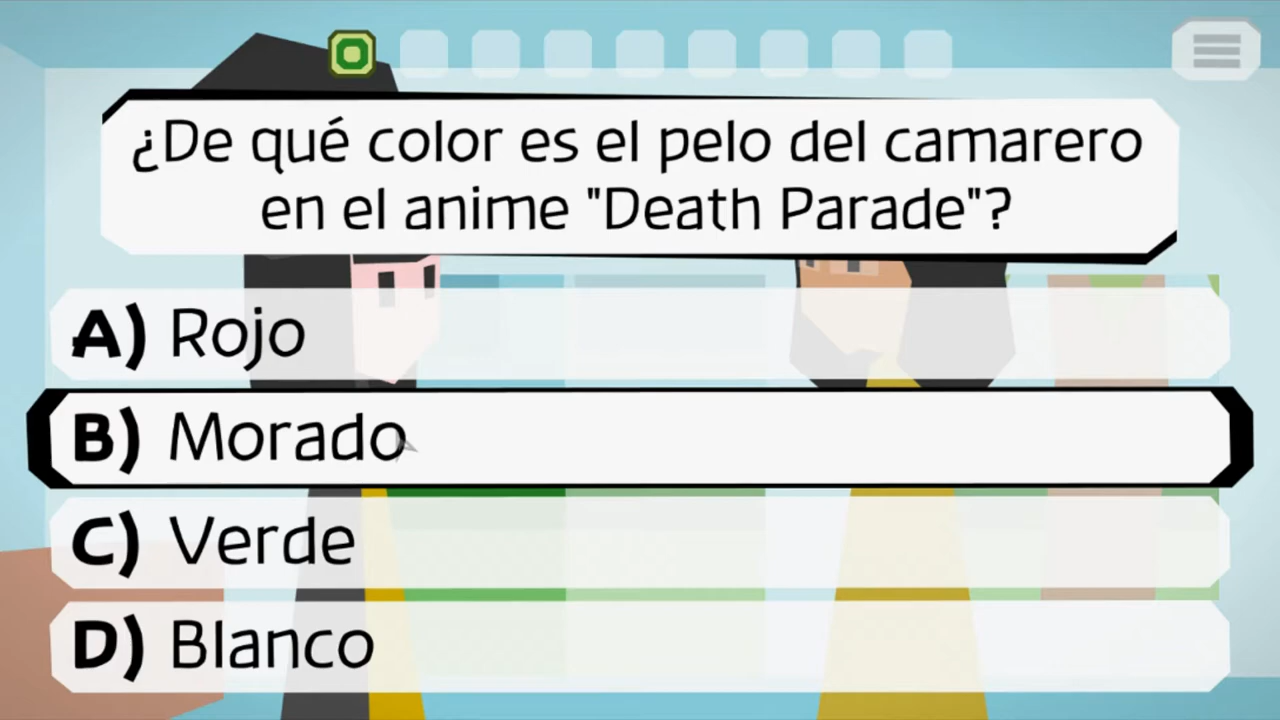 ¿De qué color es el pelo del camarero
en el anime "Death Parade"?
A) Rojo
B) Morado
C) Verde
D) Blanco